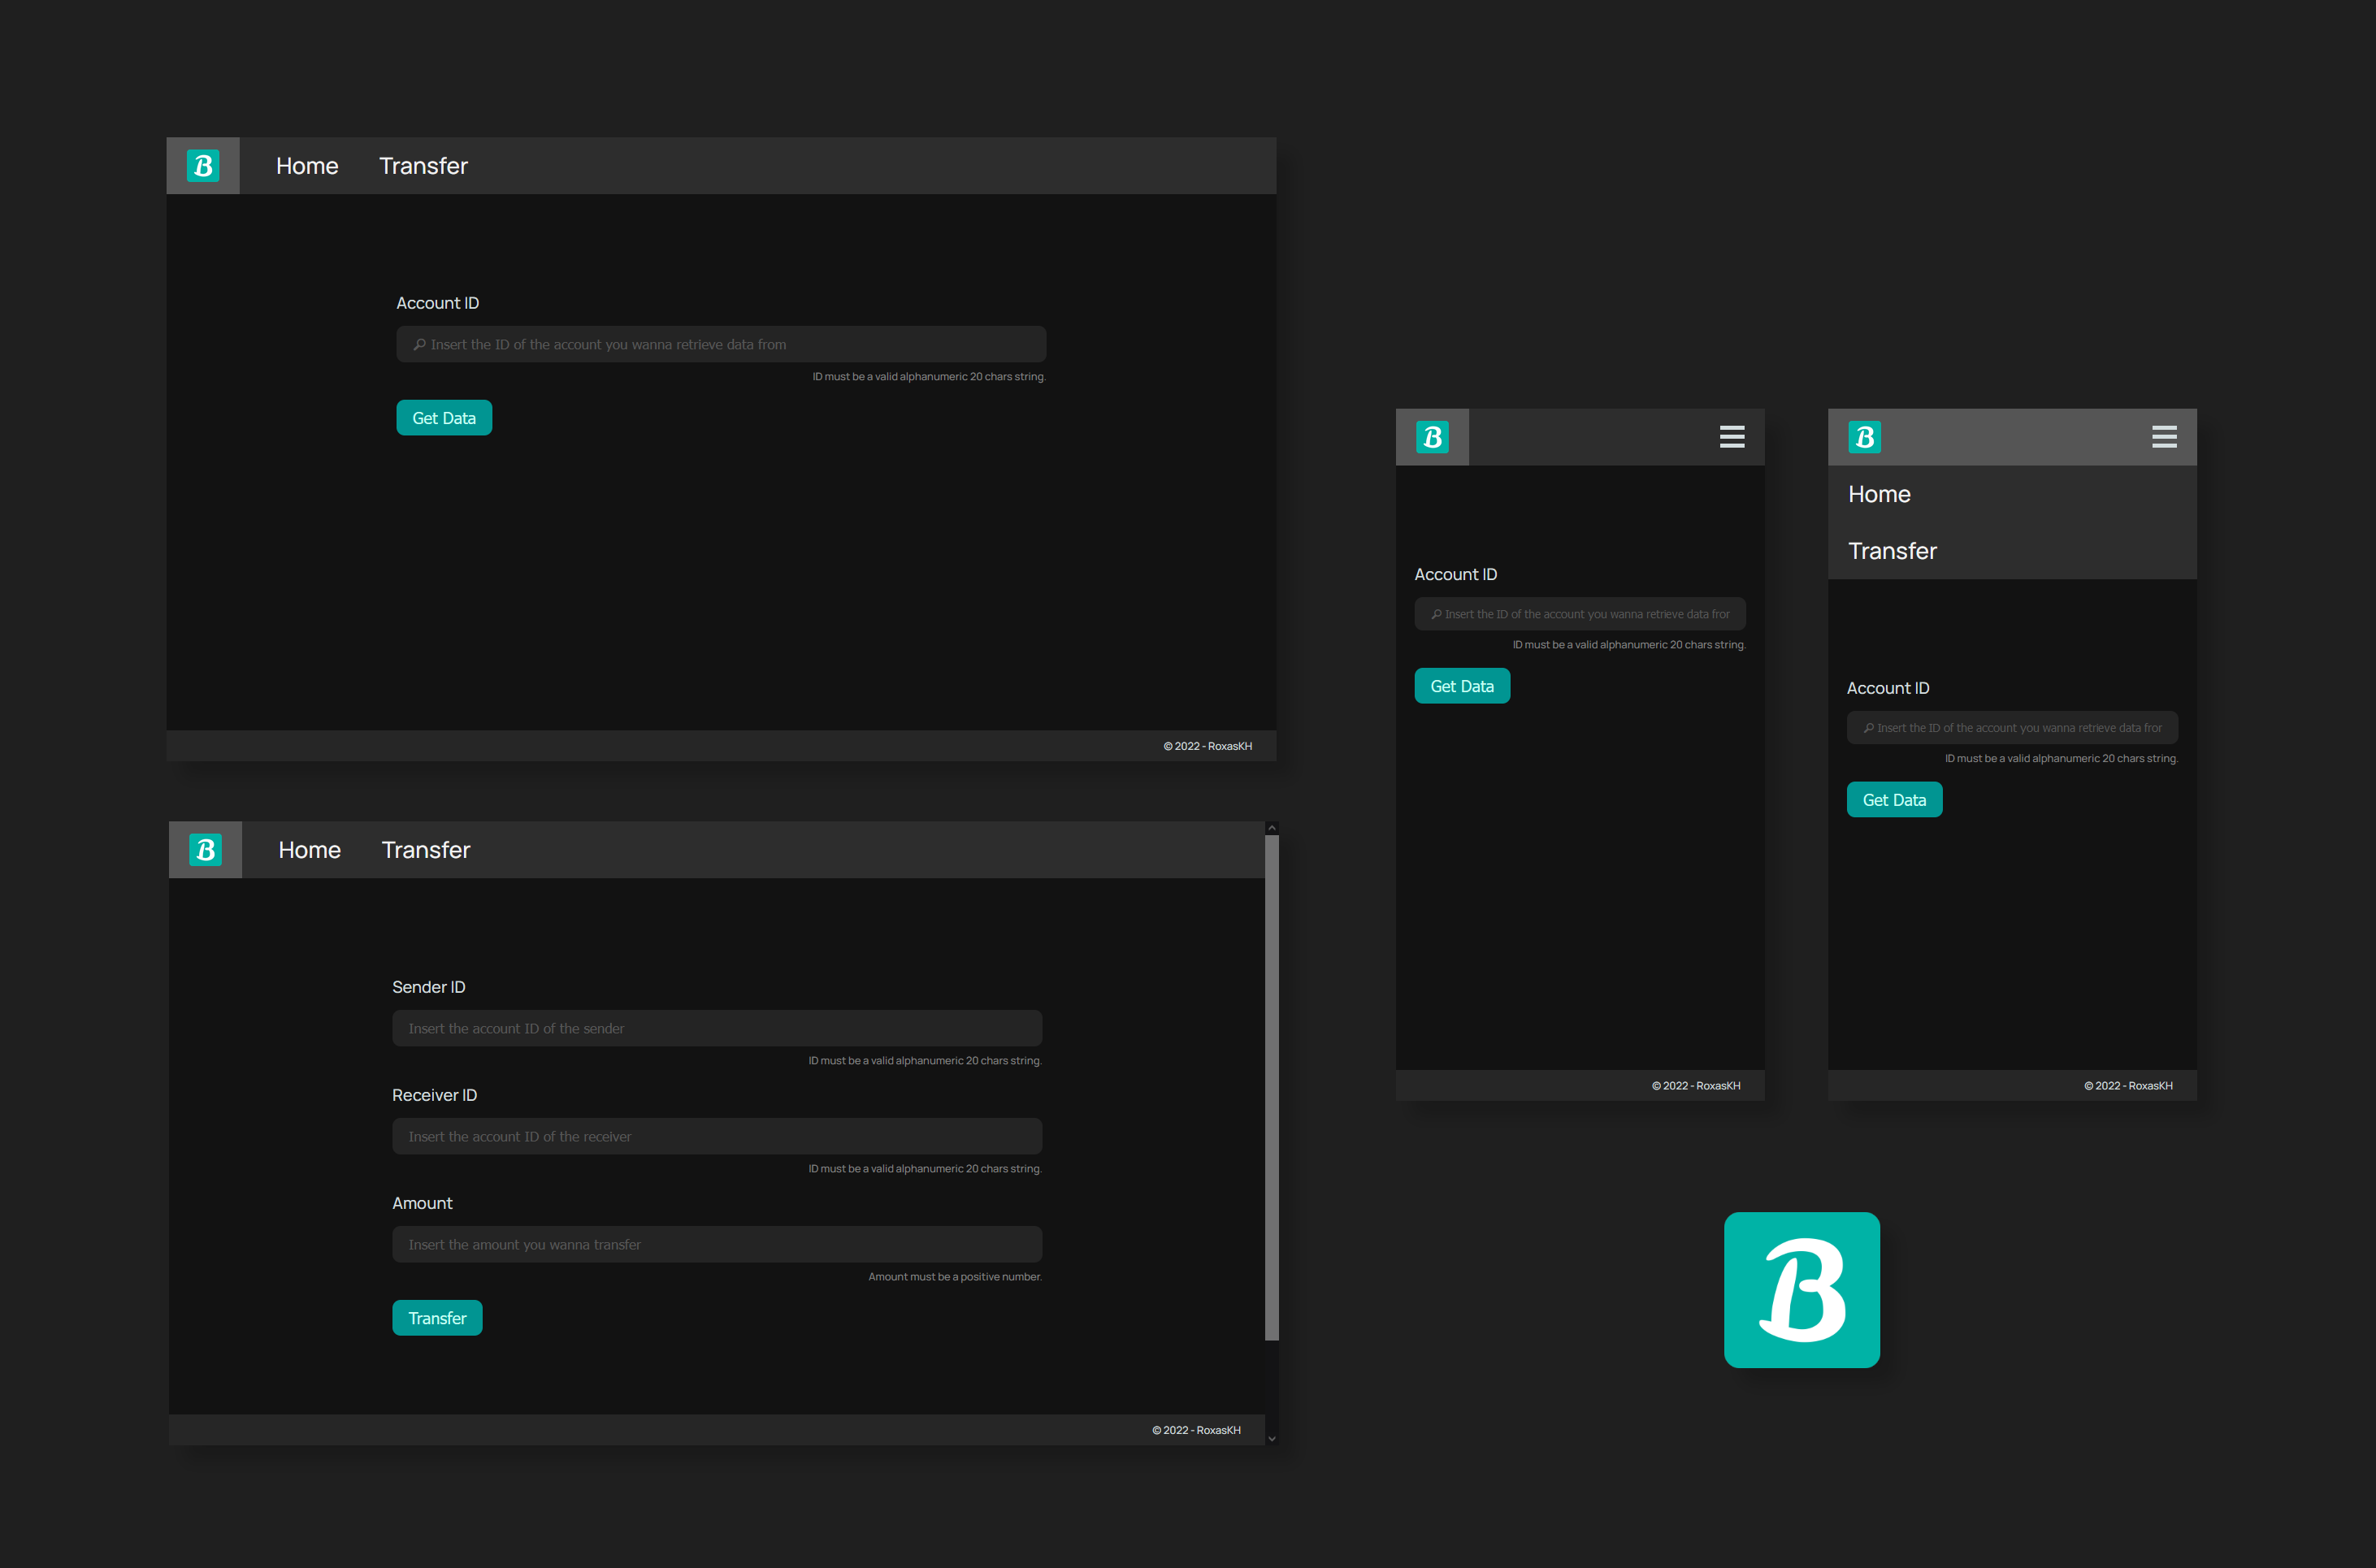 B
Home
Transfer
Account ID
Insert the ID of the account you wanna retrieve data from
ID must be a valid alphanumeric 20 chars string.
Get Data
© 2022 - RoxasKH
B
Home
Transfer
Sender ID
Insert the account ID of the sender
ID must be a valid alphanumeric 20 chars string.
Receiver ID
Insert the account ID of the receiver
ID must be a valid alphanumeric 20 chars string.
Amount
Insert the amount you wanna transfer
Amount must be a positive number.
Transfer
© 2022 - RoxasKH
B
Account ID
Insert the ID of the account you wanna retrieve data fror
ID must be a valid alphanumeric 20 chars string.
Get Data
© 2022 - RoxasKH
B
Home
Transfer
Account ID
Insert the ID of the account you wanna retrieve data fror
ID must be a valid alphanumeric 20 chars string.
Get Data
© 2022 - RoxasKH
B